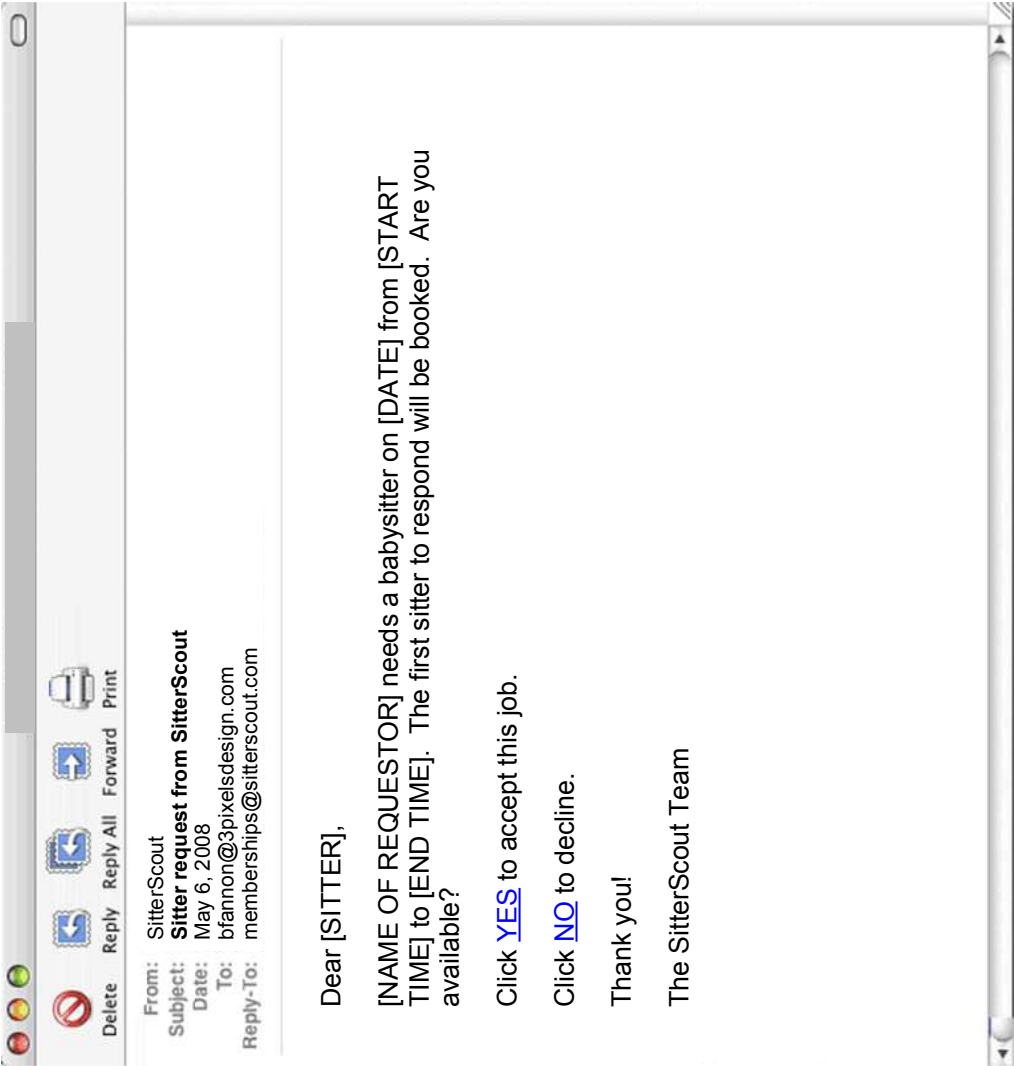 Delete Reply Reply All Forward Print
From: SitterScout
Subject: Sitter request from SitterScout
Date: May 6, 2008
To: bfannon@3pixelsdesign.com
Reply-To: memberships@sitterscout.com
Dear [SITTER],
[NAME OF REQUESTOR] needs a babysitter on [DATE] from [START
TIME] to [END TIME].  The first sitter to respond will be booked.  Are you
available?
Click YES to accept this job.
Click NO to decline.
Thank you!
The SitterScout Team